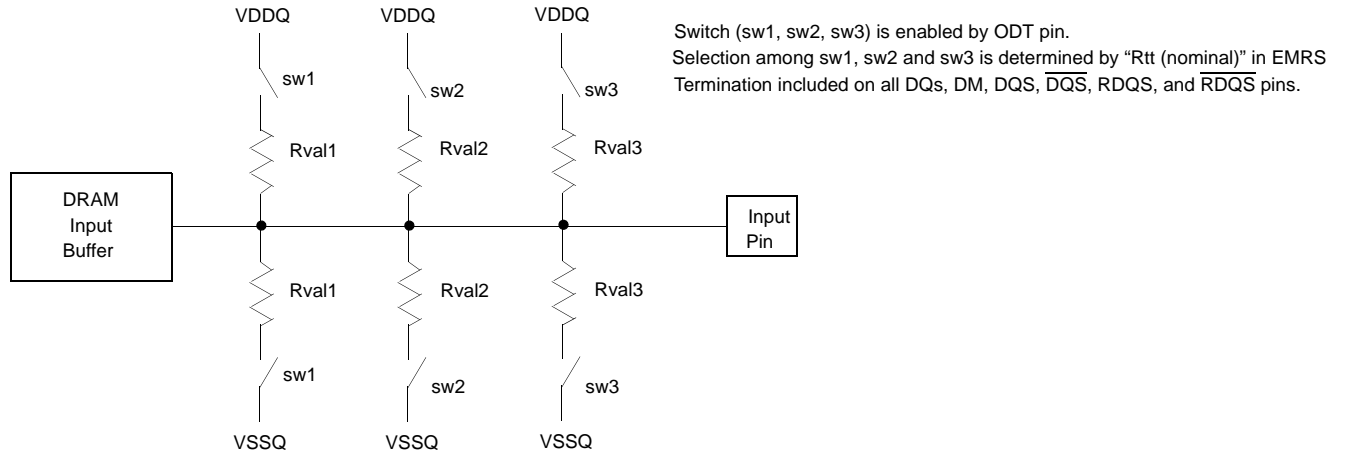 VDDQ VDDQ VDDQ
Switch (sw1, sw2, sw3) is enabled by ODT pin.
Selection among sw1, sw2 and sw3 is determined by “Rtt (nominal)” in EMRS
Termination included on all DQs, DM, DQS, D̅Q̅S̅, RDQS, and R̅D̅Q̅S̅ pins.
sw1 sw2 sw3
Rval1 Rval2 Rval3
DRAM
Input
Buffer
Input
Pin
Rval1 Rval2 Rval3
sw1 sw2 sw3
VSSQ VSSQ VSSQ